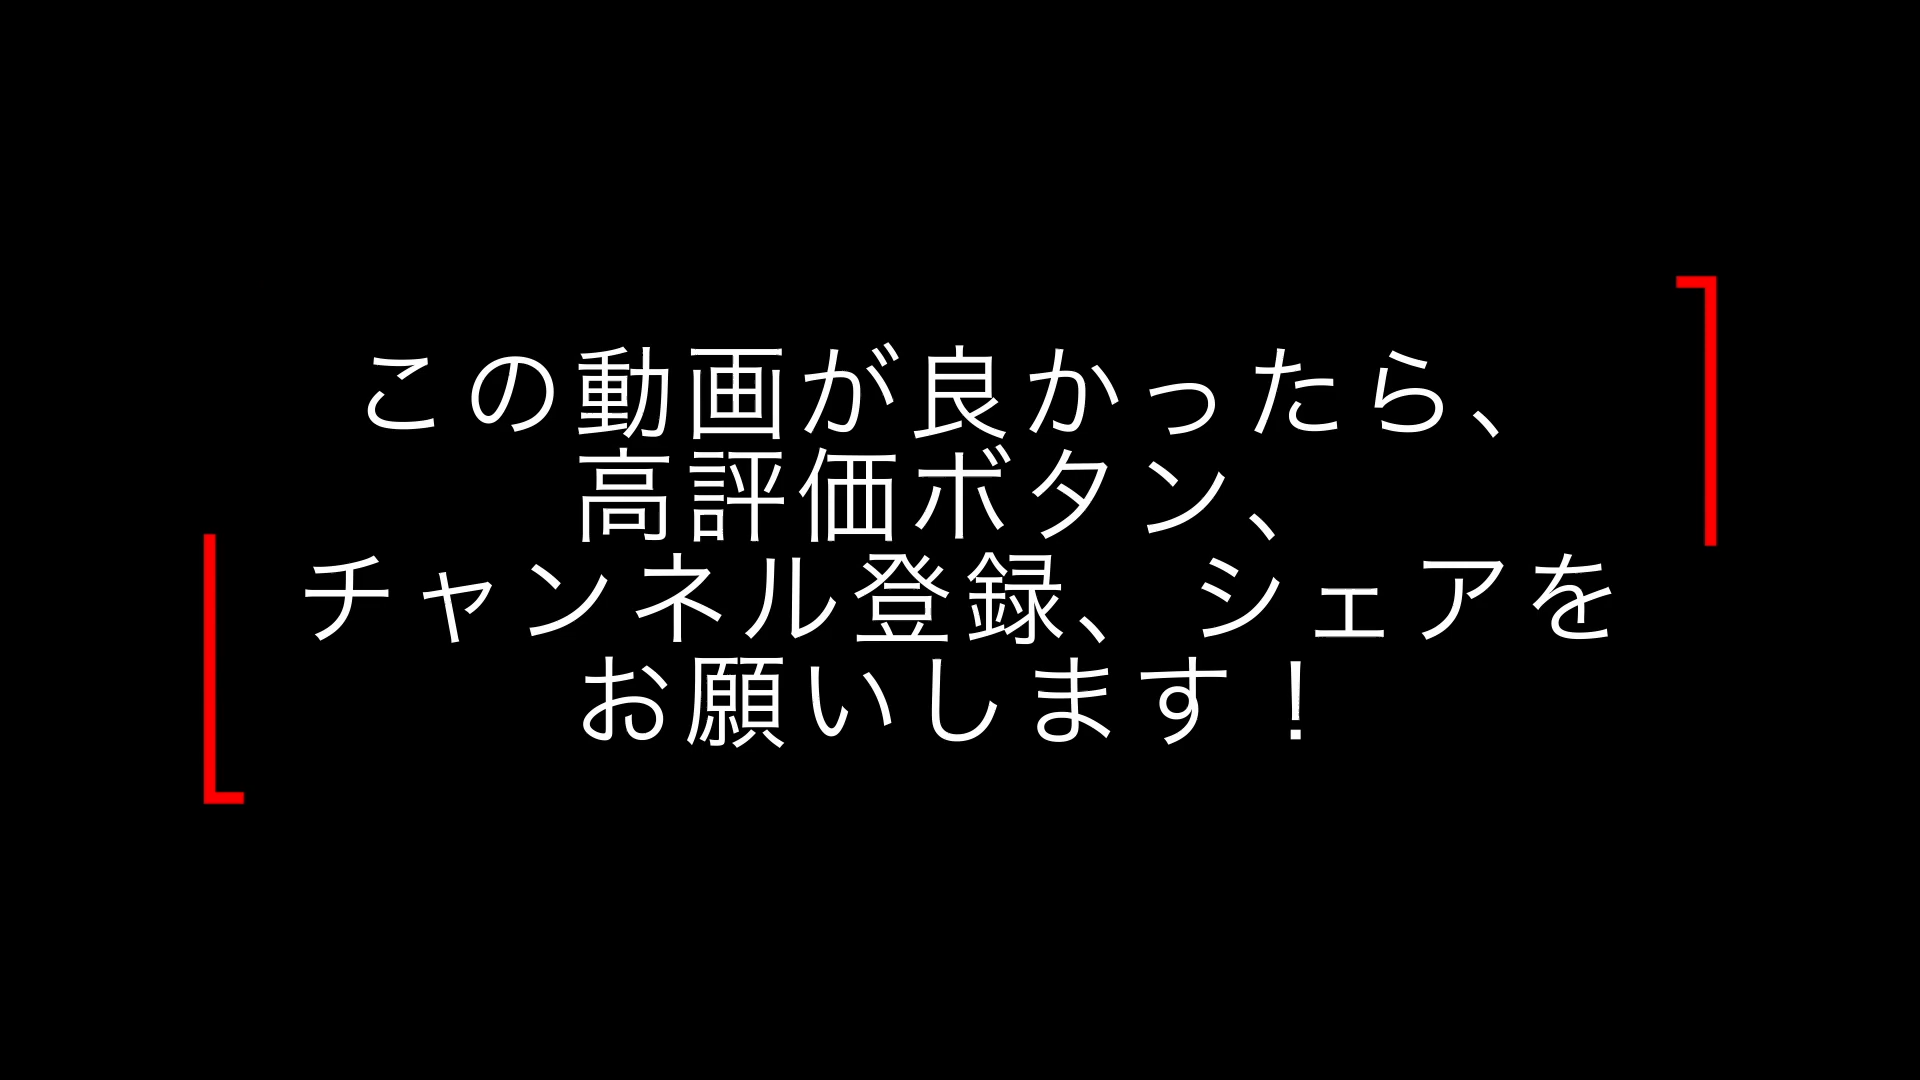 この動画が良かったら、
高評価ボタン、
チャンネル登録、シェアを
お願いします！